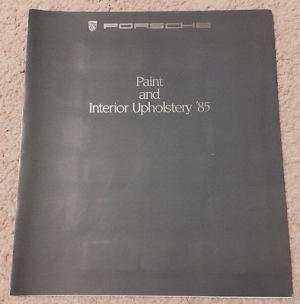 PORSCHE
Paint
and
Interior Upholstery '85